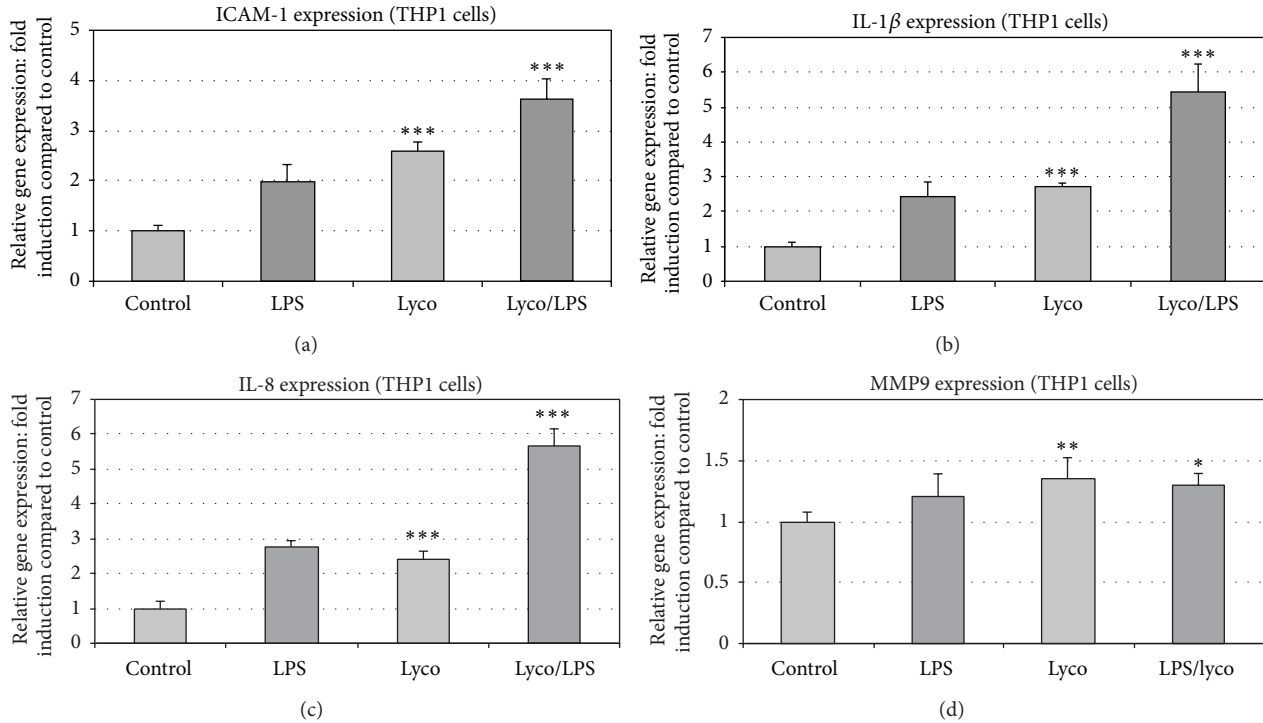 ICAM-1 expression (THP1 cells)
Relative gene expression: fold
induction compared to control
5
4
3
2
1
0
***
***
Control LPS Lyco Lyco/LPS
(a)
IL-1β expression (THP1 cells)
Relative gene expression: fold
induction compared to control
7
6
5
4
3
2
1
0
***
***
Control LPS Lyco Lyco/LPS
(b)
IL-8 expression (THP1 cells)
Relative gene expression: fold
induction compared to control
7
6
5
4
3
2
1
0
***
***
Control LPS Lyco Lyco/LPS
(c)
MMP9 expression (THP1 cells)
Relative gene expression: fold
induction compared to control
2
1.5
1
0.5
0
**
*
Control LPS Lyco LPS/lyco
(d)